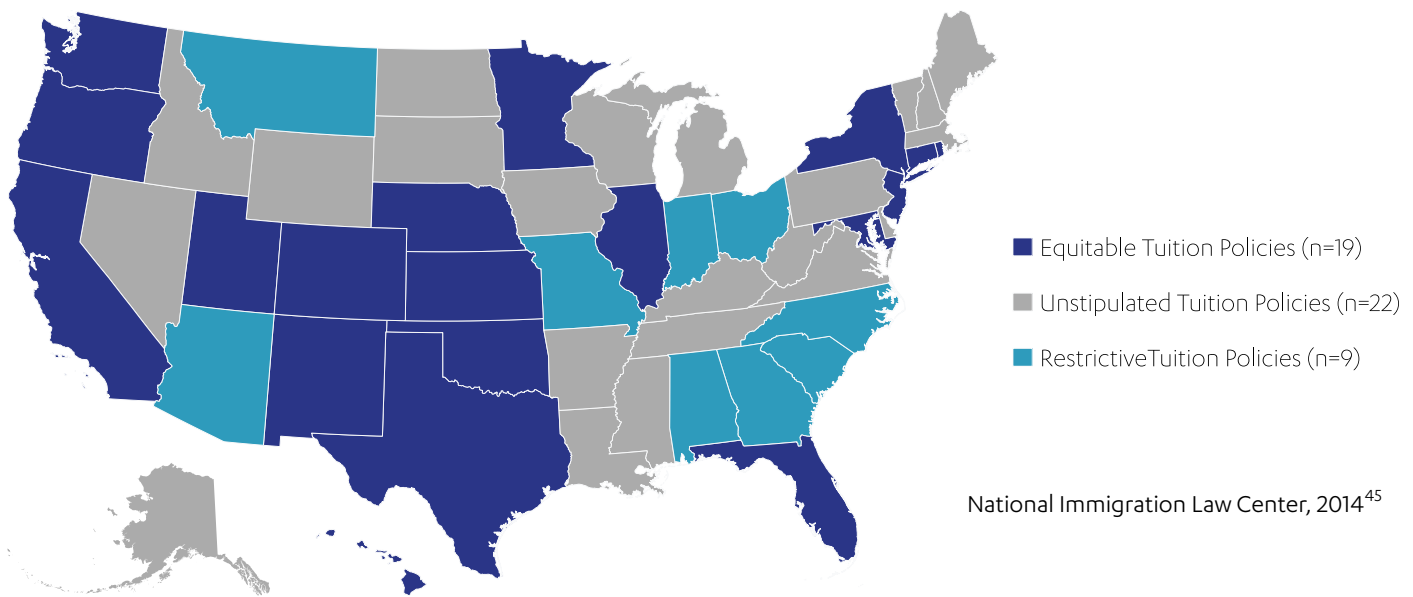 Equitable Tuition Policies (n=19)
Unstipulated Tuition Policies (n=22)
RestrictiveTuition Policies (n=9)
National Immigration Law Center, 2014⁴⁵